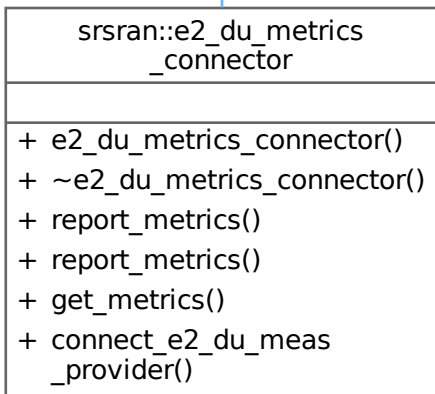 srsran::e2_du_metrics
_connector
+ e2_du_metrics_connector()
+ ~e2_du_metrics_connector()
+ report_metrics()
+ report_metrics()
+ get_metrics()
+ connect_e2_du_meas
_provider()